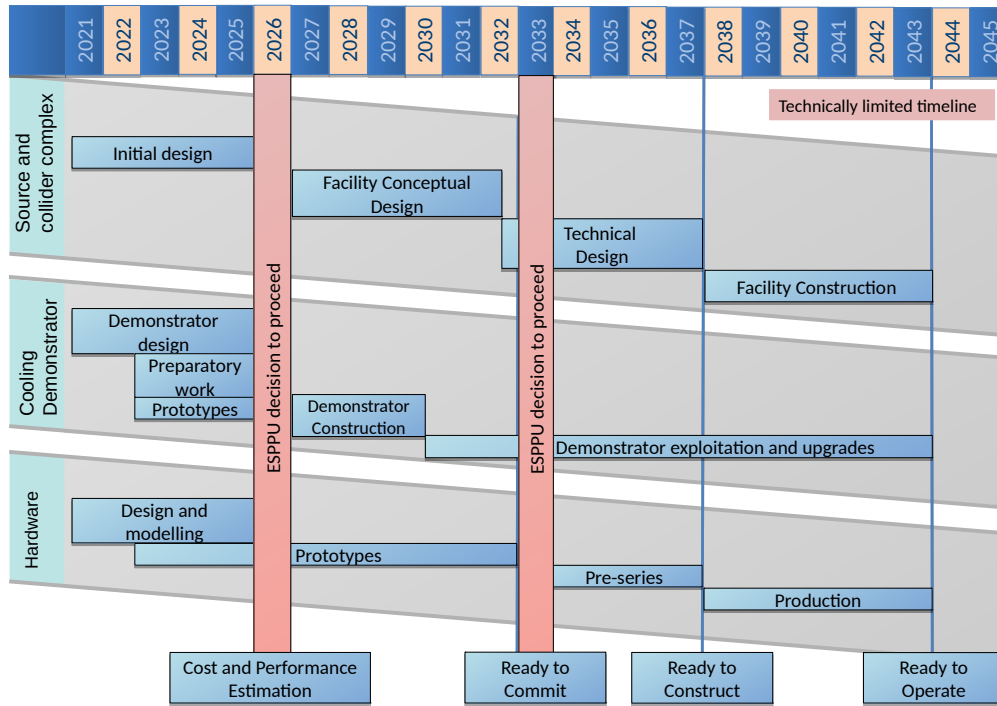 2021 2022 2023 2024 2025 2026 2027 2028 2029 2030 2031 2032 2033 2034 2035 2036 2037 2038 2039 2040 2041 2042 2043 2044 2045
Technically limited timeline
Source and
collider complex
Initial design
Facility Conceptual
Design
Technical
Design
Facility Construction
ESPPU decision to proceed
ESPPU decision to proceed
Cooling
Demonstrator
Demonstrator
design
Preparatory
work
Prototypes
Demonstrator
Construction
Demonstrator exploitation and upgrades
Hardware
Design and
modelling
Prototypes
Pre-series
Production
Cost and Performance
Estimation
Ready to
Commit
Ready to
Construct
Ready to
Operate